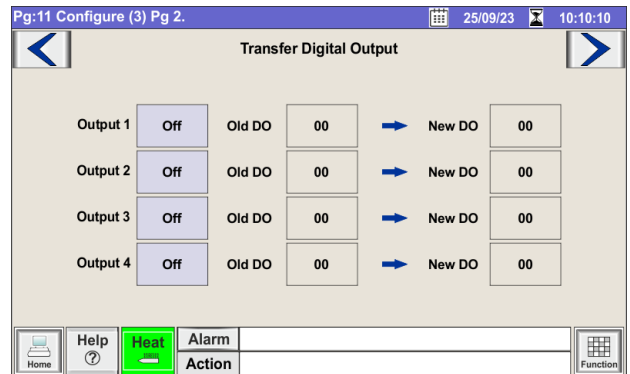 Pg:11 Configure (3) Pg 2. 25/09/23 10:10:10
Transfer Digital Output
Output 1 Off Old DO 00 New DO 00
Output 2 Off Old DO 00 New DO 00
Output 3 Off Old DO 00 New DO 00
Output 4 Off Old DO 00 New DO 00
Home Help ? Heat Alarm Function
Action